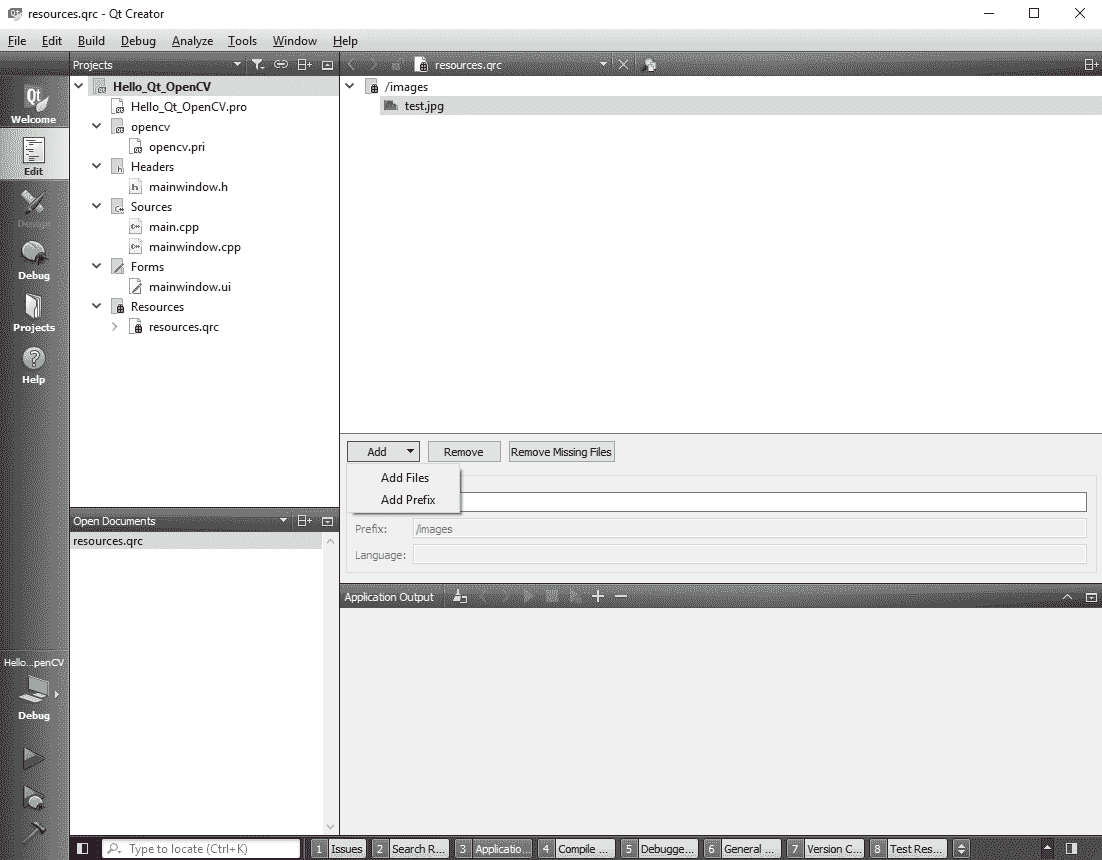 resources.qrc - Qt Creator
File Edit Build Debug Analyze Tools Window Help
Projects
resources.qrc
Qt
Welcome
Edit
Design
Debug
Projects
Help
Hello_Qt_OpenCV
Hello_Qt_OpenCV.pro
opencv
opencv.pri
Headers
h
mainwindow.h
h
Sources
C++
main.cpp
C++
mainwindow.cpp
C++
Forms
mainwindow.ui
Resources
resources.qrc
/images
test.jpg
Add
Remove
Remove Missing Files
Add Files
Add Prefix
Prefix:
/images
Language:
Open Documents
resources.qrc
Application Output
Hello...penCV
Debug
Type to locate (Ctrl+K)
1 Issues
2 Search R...
3 Applicatio...
4 Compile ...
5 Debugge...
6 General ...
7 Version C...
8 Test Res...